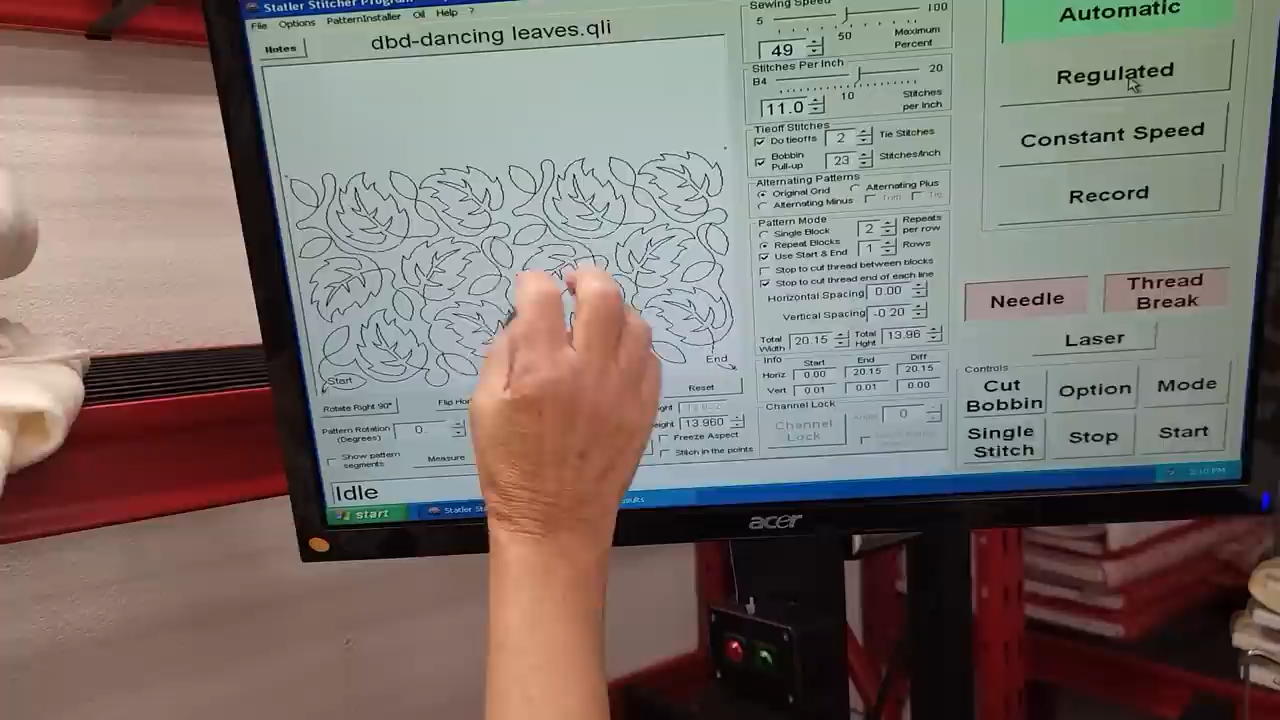 Statler Stitcher
File Options PatternInstaller Oil Help ?
Notes
dbd-dancing leaves.qli
Start
End
Rotate Right 90°
Reset
Pattern Rotation
(Degrees)
0
13.960
Freeze Aspect
Show pattern
segments
Measure
Stitch in the points
Idle
start
Sewing Speed
5
100
50
Maximum
Percent
49
Stitches Per Inch
B4
20
10
Stitches
per Inch
11.0
Tieoff Stitches
Do tieoffs
2
Tie Stitches
Bobbin
Pull-up
23
Stitches/Inch
Alternating Patterns
Original Grid
Alternating Plus
Alternating Minus
Trim
Pattern Mode
Single Block
2
Repeats
per row
Repeat Blocks
Use Start & End
1
Rows
Stop to cut thread between blocks
Stop to cut thread end of each line
Horizontal Spacing
0.00
Vertical Spacing
-0.20
Total
Width
20.15
Total
Hght
13.96
Info
Start
End
Diff
Horiz
0.00
20.15
20.15
Vert
0.01
0.01
0.00
Channel Lock
Channel
Lock
0
Automatic
Regulated
Constant Speed
Record
Needle
Thread
Break
Laser
Controls
Cut
Bobbin
Option
Mode
Single
Stitch
Stop
Start
acer